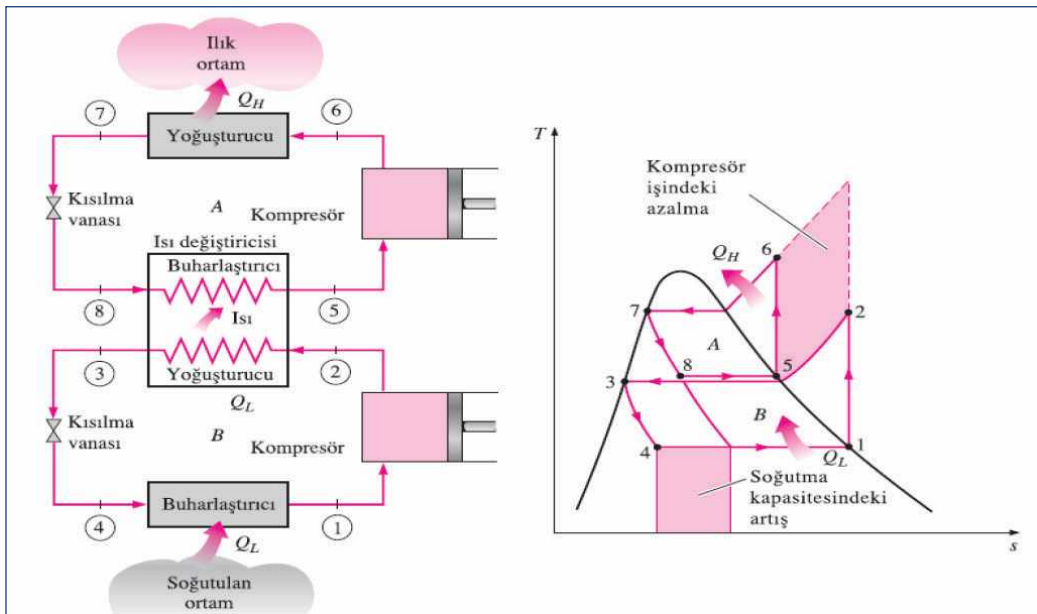 Ilık
ortam
Q_H
7
6
Yoğuşturucu
Kısılma
vanası
A
Kompresör
Isı değiştiricisi
Buharlaştırıcı
8
5
Isı
3
2
Yoğuşturucu
Q_L
Kısılma
vanası
B
Kompresör
4
Buharlaştırıcı
1
Q_L
Soğutulan
ortam
T
Kompresör
işindeki
azalma
6
Q_H
7
2
A
8
5
3
B
4
1
Q_L
Soğutma
kapasitesindeki
artış
s